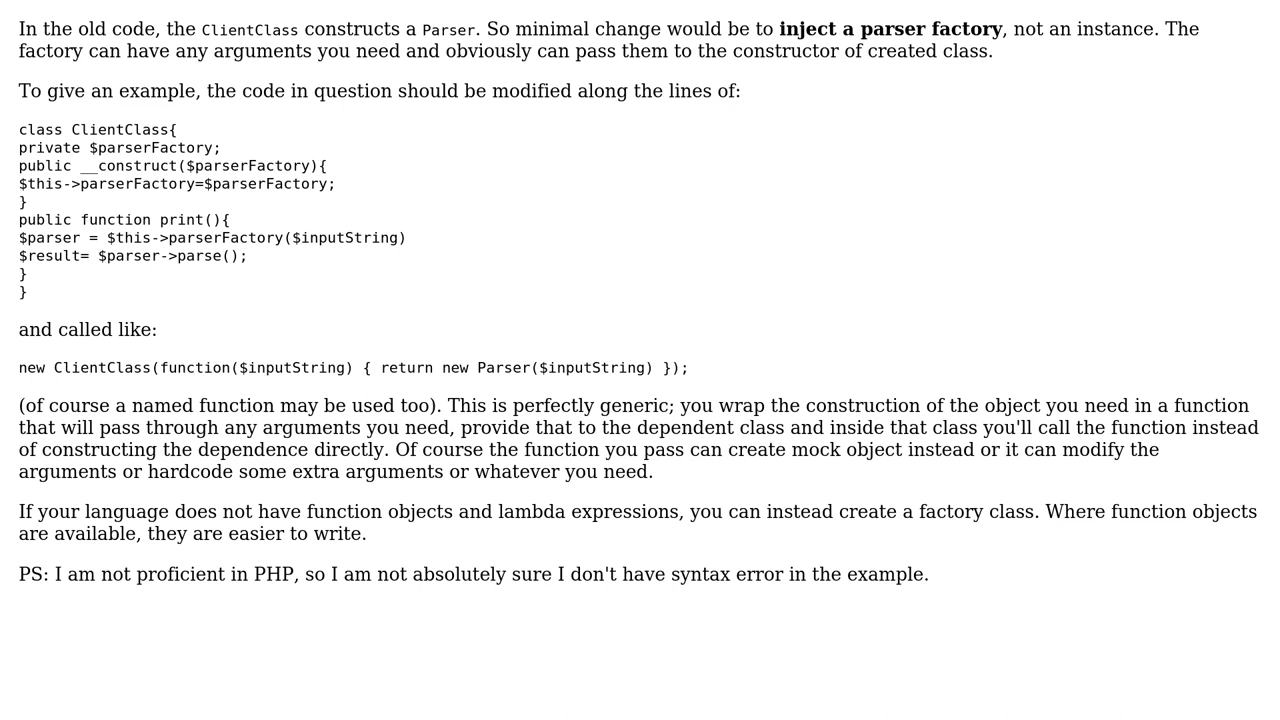 In the old code, the ClientClass constructs a Parser. So minimal change would be to inject a parser factory, not an instance. The
factory can have any arguments you need and obviously can pass them to the constructor of created class.
To give an example, the code in question should be modified along the lines of:
class ClientClass{
private $parserFactory;
public __construct($parserFactory){
$this->parserFactory=$parserFactory;
}
public function print(){
$parser = $this->parserFactory($inputString)
$result= $parser->parse();
}
}
and called like:
new ClientClass(function($inputString) { return new Parser($inputString) });
(of course a named function may be used too). This is perfectly generic; you wrap the construction of the object you need in a function
that will pass through any arguments you need, provide that to the dependent class and inside that class you'll call the function instead
of constructing the dependence directly. Of course the function you pass can create mock object instead or it can modify the
arguments or hardcode some extra arguments or whatever you need.
If your language does not have function objects and lambda expressions, you can instead create a factory class. Where function objects
are available, they are easier to write.
PS: I am not proficient in PHP, so I am not absolutely sure I don't have syntax error in the example.